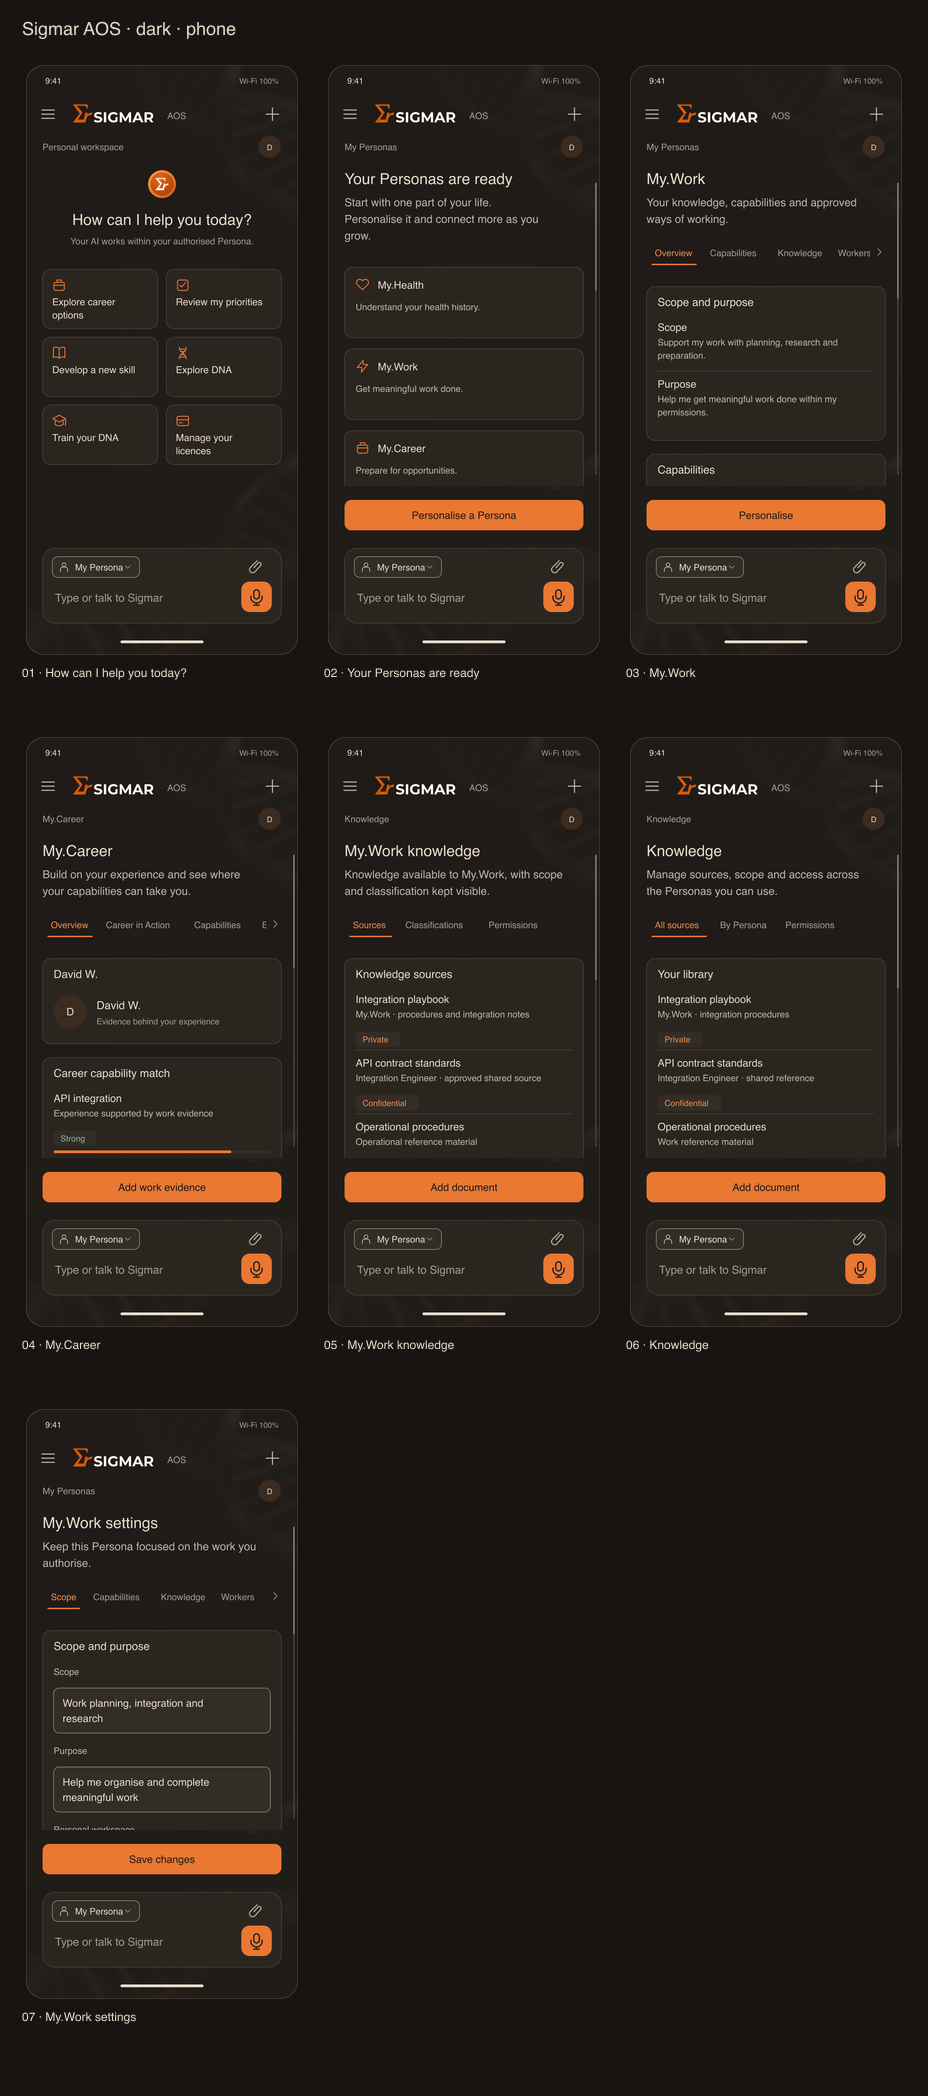 Sigmar AOS · dark · phone
9:41
Wi-Fi 100%
SIGMAR AOS
Personal workspace
D
How can I help you today?
Your AI works within your authorised Persona.
Explore career
options
Review my priorities
Develop a new skill
Explore DNA
Train your DNA
Manage your
licences
My Persona
Type or talk to Sigmar
01 · How can I help you today?
9:41
Wi-Fi 100%
SIGMAR AOS
My Personas
D
Your Personas are ready
Start with one part of your life.
Personalise it and connect more as you
grow.
My.Health
Understand your health history.
My.Work
Get meaningful work done.
My.Career
Prepare for opportunities.
Personalise a Persona
My Persona
Type or talk to Sigmar
02 · Your Personas are ready
9:41
Wi-Fi 100%
SIGMAR AOS
My Personas
D
My.Work
Your knowledge, capabilities and approved
ways of working.
Overview Capabilities Knowledge Workers
Scope and purpose
Scope
Support my work with planning, research and
preparation.
Purpose
Help me get meaningful work done within my
permissions.
Capabilities
Personalise
My Persona
Type or talk to Sigmar
03 · My.Work
9:41
Wi-Fi 100%
SIGMAR AOS
My.Career
D
My.Career
Build on your experience and see where
your capabilities can take you.
Overview Career in Action Capabilities E
David W.
D
David W.
Evidence behind your experience
Career capability match
API integration
Experience supported by work evidence
Strong
Add work evidence
My Persona
Type or talk to Sigmar
04 · My.Career
9:41
Wi-Fi 100%
SIGMAR AOS
Knowledge
D
My.Work knowledge
Knowledge available to My.Work, with scope
and classification kept visible.
Sources Classifications Permissions
Knowledge sources
Integration playbook
My.Work · procedures and integration notes
Private
API contract standards
Integration Engineer · approved shared source
Confidential
Operational procedures
Operational reference material
Add document
My Persona
Type or talk to Sigmar
05 · My.Work knowledge
9:41
Wi-Fi 100%
SIGMAR AOS
Knowledge
D
Knowledge
Manage sources, scope and access across
the Personas you can use.
All sources By Persona Permissions
Your library
Integration playbook
My.Work · integration procedures
Private
API contract standards
Integration Engineer · shared reference
Confidential
Operational procedures
Work reference material
Add document
My Persona
Type or talk to Sigmar
06 · Knowledge
9:41
Wi-Fi 100%
SIGMAR AOS
My Personas
D
My.Work settings
Keep this Persona focused on the work you
authorise.
Scope Capabilities Knowledge Workers
Scope and purpose
Scope
Work planning, integration and
research
Purpose
Help me organise and complete
meaningful work
Personal workspace
Save changes
My Persona
Type or talk to Sigmar
07 · My.Work settings